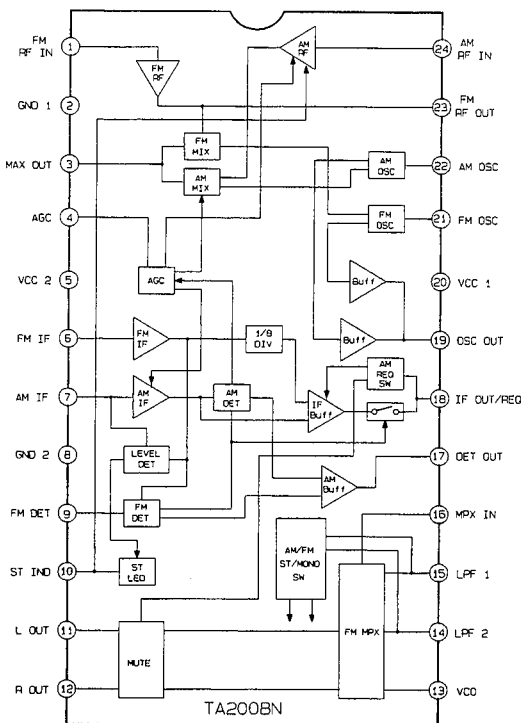 FM
RF IN
1
GND 1
2
MAX OUT
3
AGC
4
VCC 2
5
FM IF
6
AM IF
7
GND 2
8
FM DET
9
ST IND
10
L OUT
11
R OUT
12
FM
RF
AM
RF
FM
MIX
AM
MIX
AM
OSC
FM
OSC
AGC
Buff
Buff
FM
IF
1/8
DIV
AM
IF
AM
DET
IF
Buff
AM
REQ
SW
LEVEL
DET
AM
Buff
FM
DET
ST
LED
AM/FM
ST/MONO
SW
MUTE
FM MPX
TA2008N
24
AM
RF IN
23
FM
RF OUT
22
AM OSC
21
FM OSC
20
VCC 1
19
OSC OUT
18
IF OUT/REQ
17
DET OUT
16
MPX IN
15
LPF 1
14
LPF 2
13
VCO